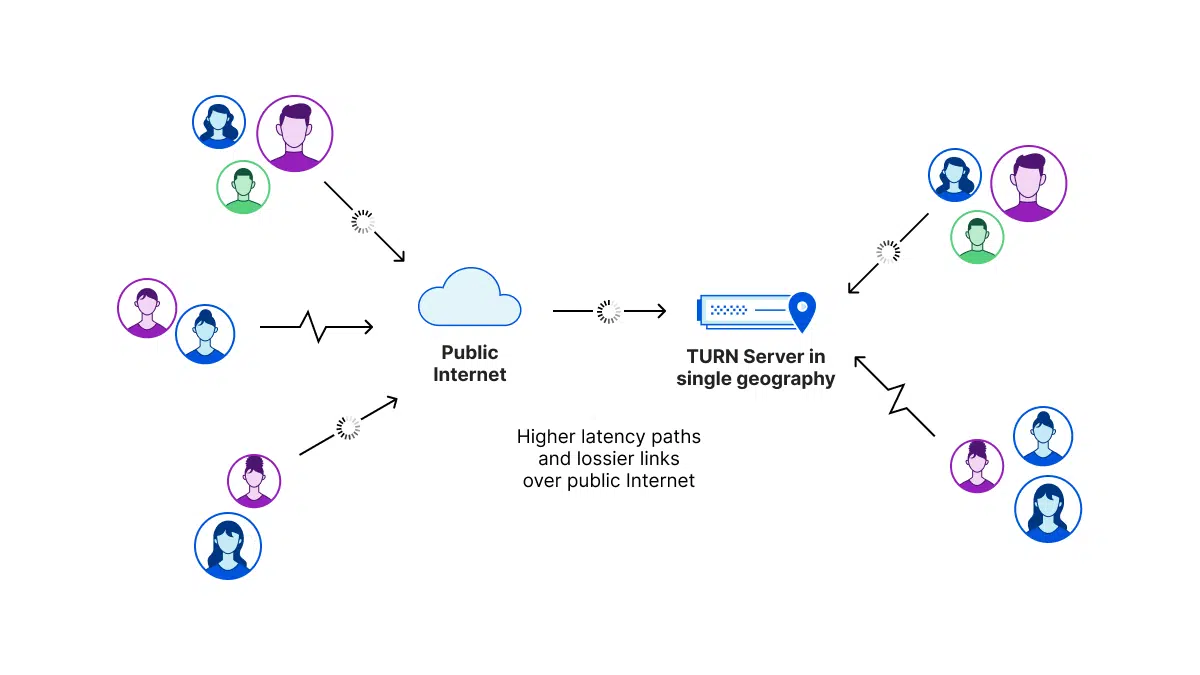 Public
Internet
TURN Server in
single geography
Higher latency paths
and lossier links
over public Internet